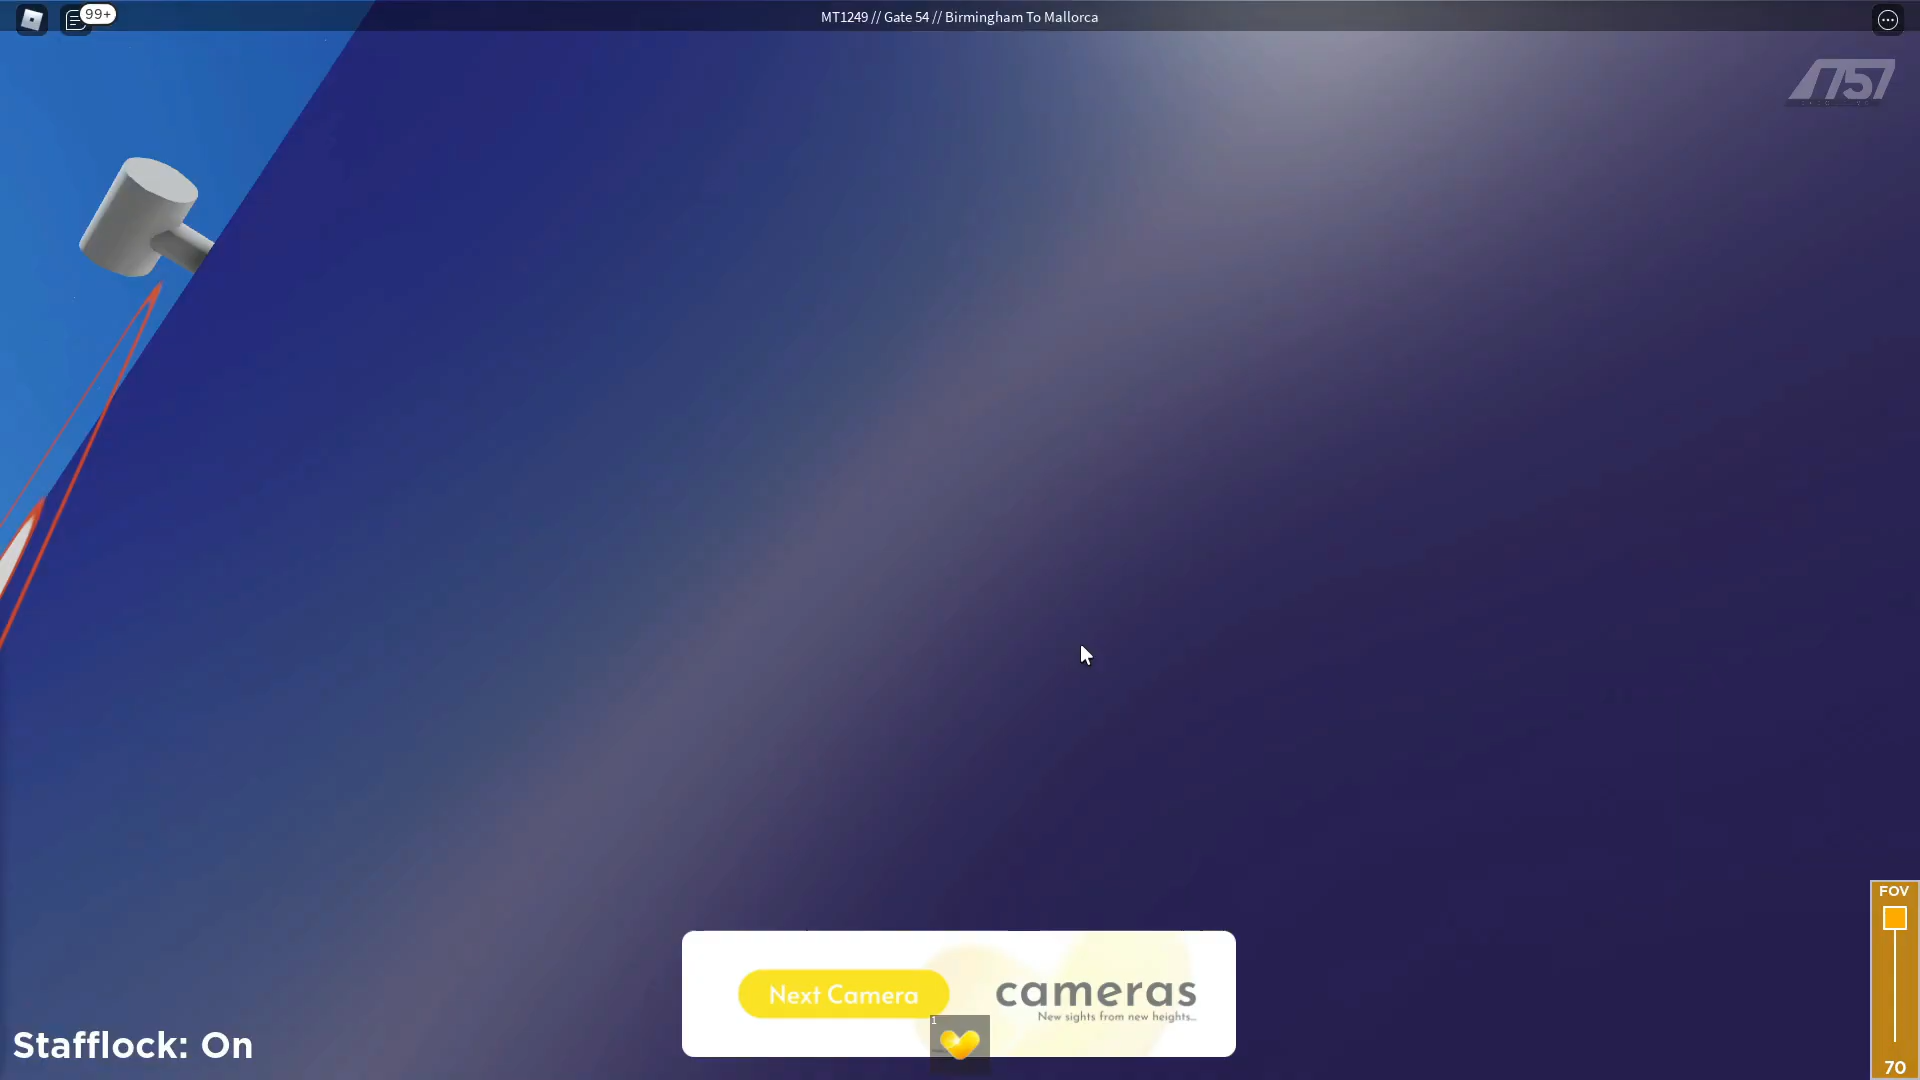 99+
MT1249 // Gate 54 // Birmingham To Mallorca
757
Next Camera
cameras
New sights from new heights...
1
Stafflock: On
FOV
70